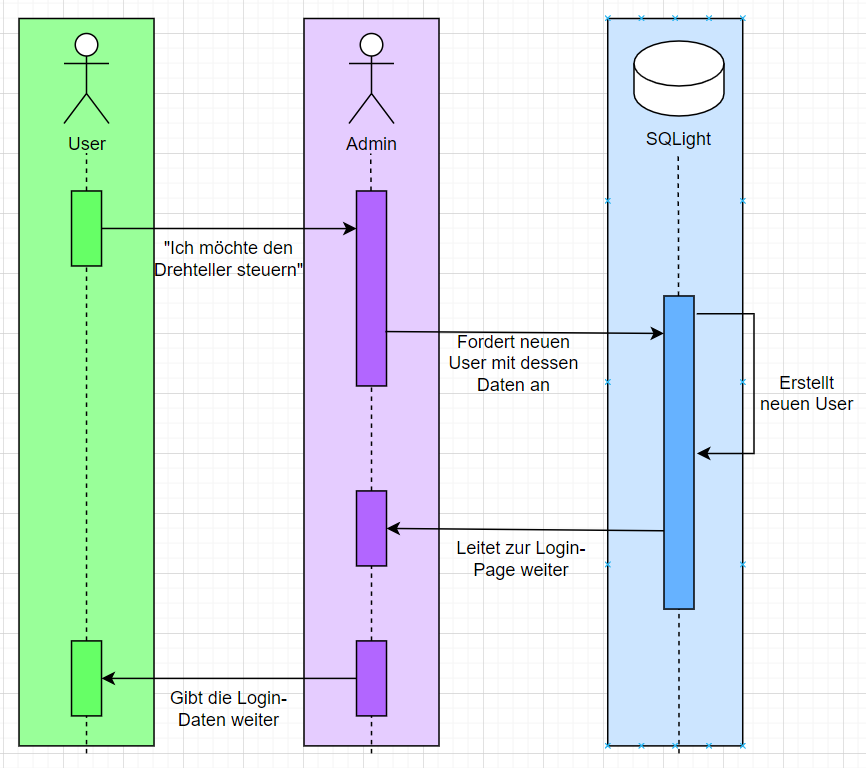 User
Admin
SQLight
"Ich möchte den
Drehteller steuern"
Fordert neuen
User mit dessen
Daten an
Erstellt
neuen User
Leitet zur Login-
Page weiter
Gibt die Login-
Daten weiter